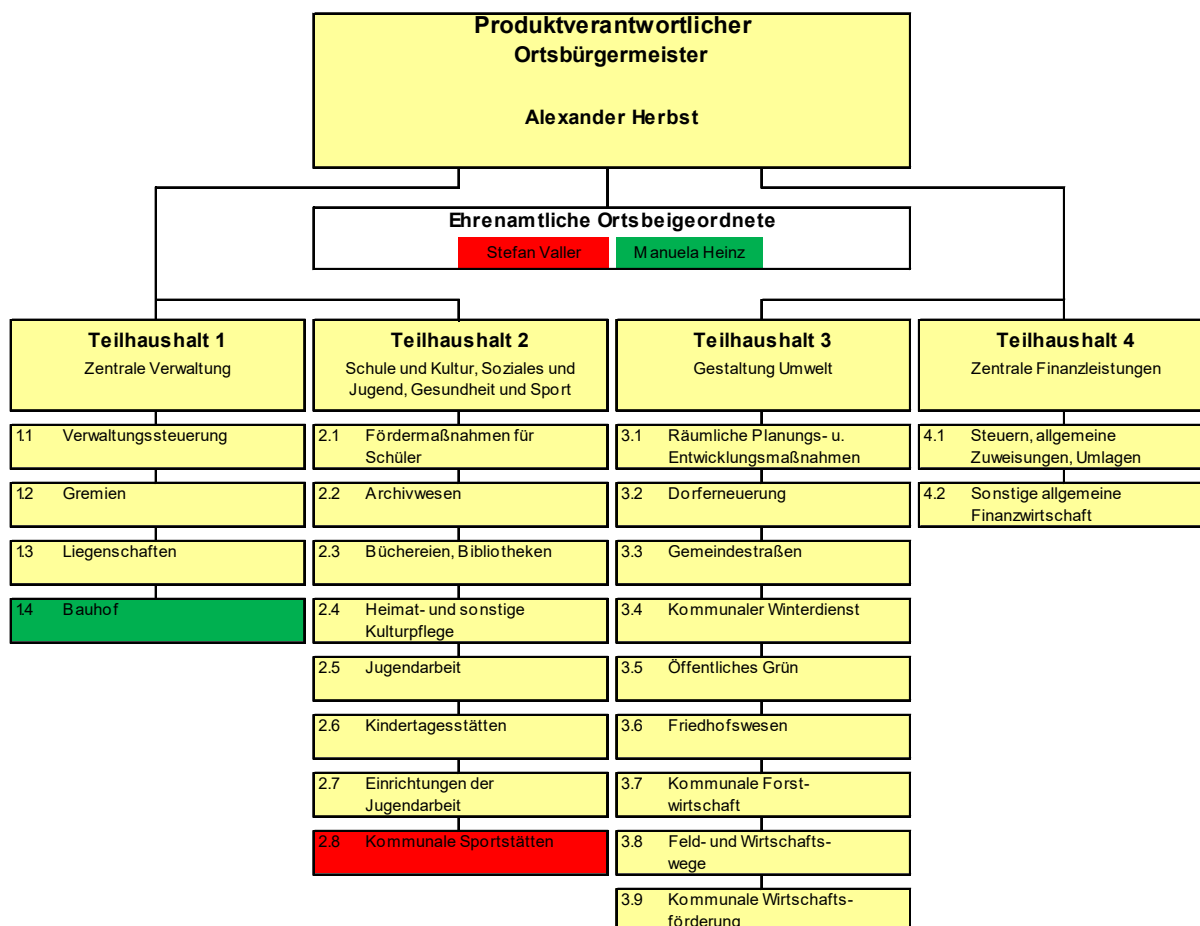 Produktverantwortlicher
Ortsbürgermeister
Alexander Herbst
Ehrenamtliche Ortsbeigeordnete
Stefan Valler
Manuela Heinz
Teilhaushalt 1
Zentrale Verwaltung
1.1 Verwaltungssteuerung
1.2 Gremien
1.3 Liegenschaften
1.4 Bauhof
Teilhaushalt 2
Schule und Kultur, Soziales und
Jugend, Gesundheit und Sport
2.1 Fördermaßnahmen für
Schüler
2.2 Archivwesen
2.3 Büchereien, Bibliotheken
2.4 Heimat- und sonstige
Kulturpflege
2.5 Jugendarbeit
2.6 Kindertagesstätten
2.7 Einrichtungen der
Jugendarbeit
2.8 Kommunale Sportstätten
Teilhaushalt 3
Gestaltung Umwelt
3.1 Räumliche Planungs- u.
Entwicklungsmaßnahmen
3.2 Dorferneuerung
3.3 Gemeindestraßen
3.4 Kommunaler Winterdienst
3.5 Öffentliches Grün
3.6 Friedhofswesen
3.7 Kommunale Forst-
wirtschaft
3.8 Feld- und Wirtschafts-
wege
3.9 Kommunale Wirtschafts-
förderung
Teilhaushalt 4
Zentrale Finanzleistungen
4.1 Steuern, allgemeine
Zuweisungen, Umlagen
4.2 Sonstige allgemeine
Finanzwirtschaft